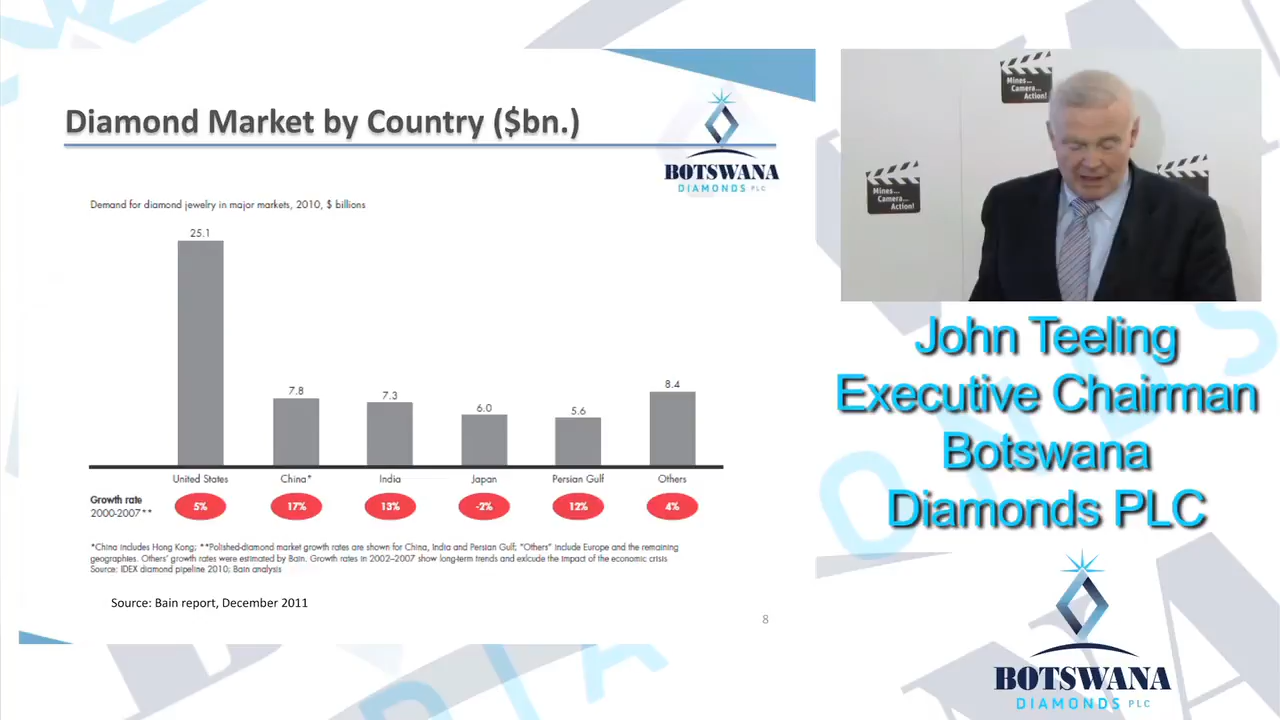 Diamond Market by Country ($bn.)
BOTSWANA
DIAMONDS PLC
Demand for diamond jewelry in major markets, 2010, $ billions
25.1
7.8
7.3
6.0
5.6
8.4
United States
China*
India
Japan
Persian Gulf
Others
Growth rate
2000-2007**
5%
17%
13%
-2%
12%
4%
*China includes Hong Kong; **Polished-diamond market growth rates are shown for China, India and Persian Gulf; "Others" include Europe and the remaining
geographies. Others' growth rates were estimated by Bain. Growth rates in 2002–2007 show long-term trends and exlcude the impact of the economic crisis
Source: IDEX diamond pipeline 2010; Bain analysis
Source: Bain report, December 2011
8
Mines...
Camera...
Action!
Mines...
Camera...
Action!
John Teeling
Executive Chairman
Botswana
Diamonds PLC
BOTSWANA
DIAMONDS PLC